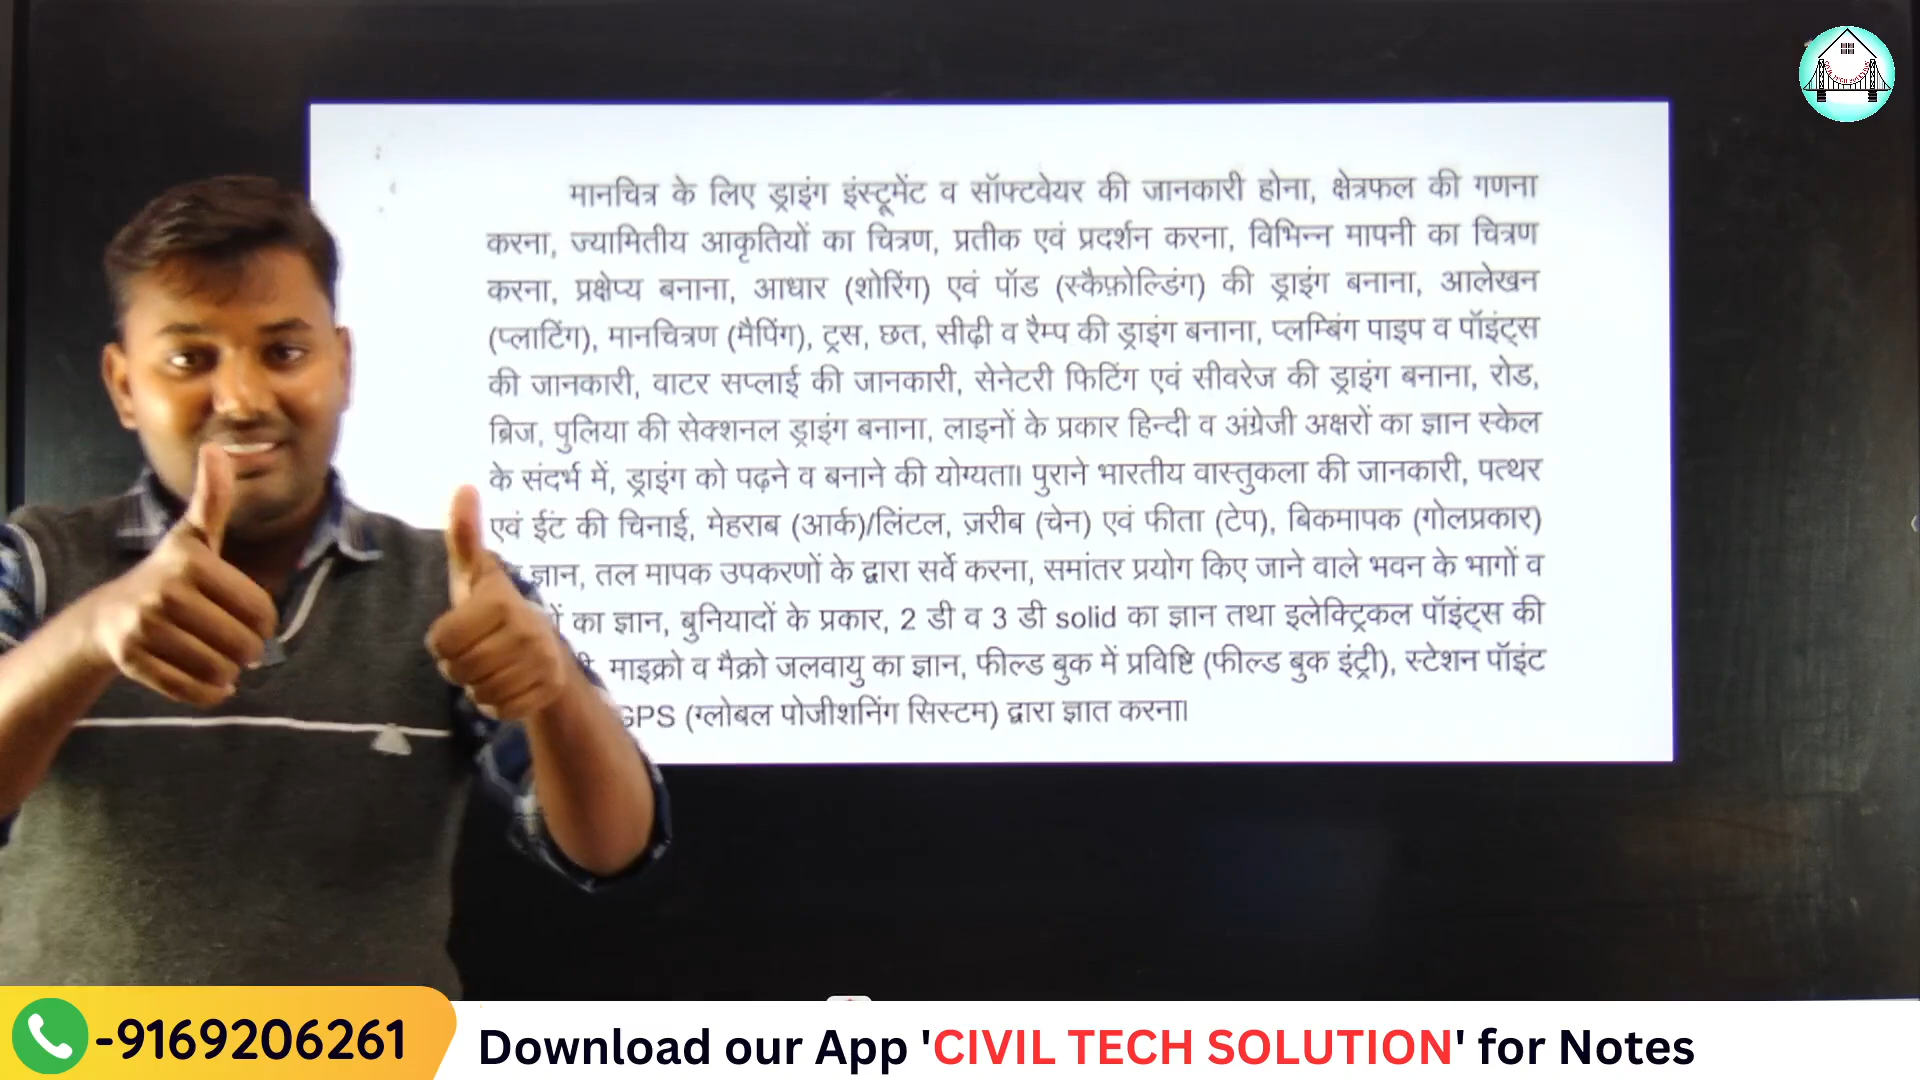 मानचित्र के लिए ड्राइंग इंस्ट्रूमेंट व सॉफ्टवेयर की जानकारी होना, क्षेत्रफल की गणना
करना, ज्यामितीय आकृतियों का चित्रण, प्रतीक एवं प्रदर्शन करना, विभिन्न मापनी का चित्रण
करना, प्रक्षेप्य बनाना, आधार (शोरिंग) एवं पॉड (स्कैफ़ोल्डिंग) की ड्राइंग बनाना, आलेखन
(प्लाटिंग), मानचित्रण (मैपिंग), ट्रस, छत, सीढ़ी व रैम्प की ड्राइंग बनाना, प्लम्बिंग पाइप व पॉइंट्स
की जानकारी, वाटर सप्लाई की जानकारी, सेनेटरी फिटिंग एवं सीवरेज की ड्राइंग बनाना, रोड,
ब्रिज, पुलिया की सेक्शनल ड्राइंग बनाना, लाइनों के प्रकार हिन्दी व अंग्रेजी अक्षरों का ज्ञान स्केल
के संदर्भ में, ड्राइंग को पढ़ने व बनाने की योग्यता। पुराने भारतीय वास्तुकला की जानकारी, पत्थर
एवं ईंट की चिनाई, मेहराब (आर्क)/लिंटल, ज़रीब (चेन) एवं फीता (टेप), बिकमापक (गोलप्रकार)
ज्ञान, तल मापक उपकरणों के द्वारा सर्वे करना, समांतर प्रयोग किए जाने वाले भवन के भागों व
का ज्ञान, बुनियादों के प्रकार, 2 डी व 3 डी solid का ज्ञान तथा इलेक्ट्रिकल पॉइंट्स की
माइक्रो व मैक्रो जलवायु का ज्ञान, फील्ड बुक में प्रविष्टि (फील्ड बुक इंट्री), स्टेशन पॉइंट
GPS (ग्लोबल पोजीशनिंग सिस्टम) द्वारा ज्ञात करना।
-9169206261
Download our App 'CIVIL TECH SOLUTION' for Notes